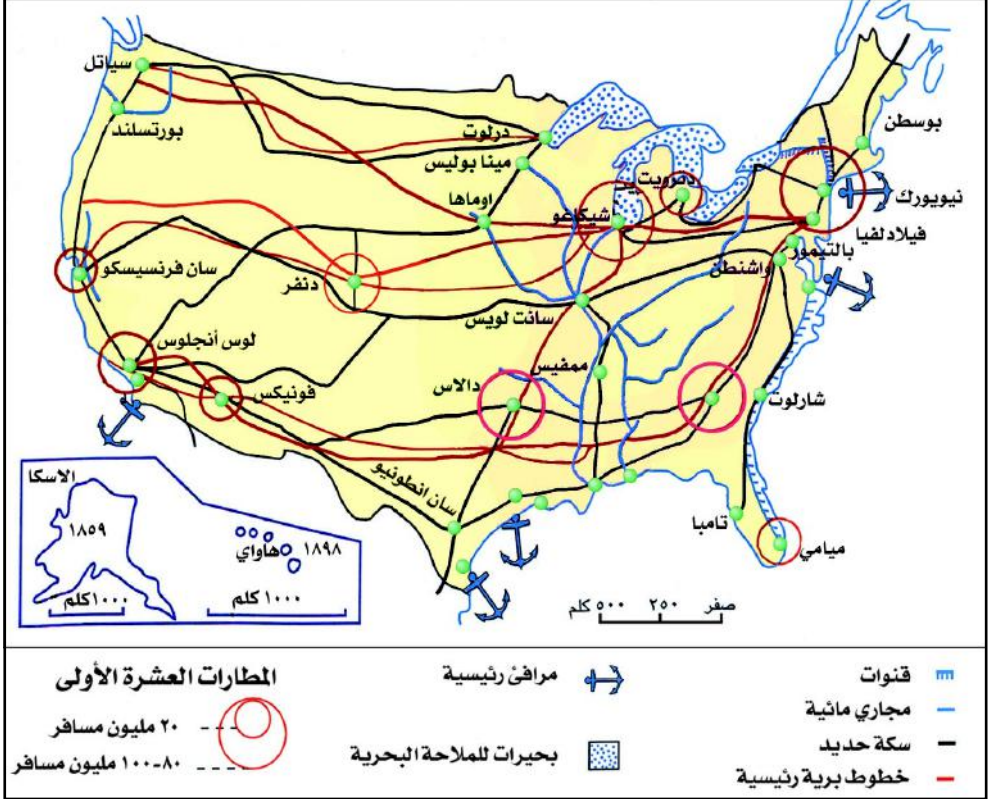 سياتل
بورتسلند
درلوت
مينا بوليس
اوماها
شيكاغو
دترويت
بوسطن
نيويورك
فيلادلفيا
بالتيمور
واشنطن
سان فرنسيسكو
دنفر
سانت لويس
لوس أنجلوس
فونيكس
دالاس
ممفيس
شارلوت
سان انطونيو
تامبا
ميامي
الاسكا
١٨٥٩
هاواي
١٨٩٨
١٠٠٠كلم
١٠٠٠ كلم
صفر ٢٥٠ ٥٠٠ كلم
قنوات
مجاري مائية
سكة حديد
خطوط برية رئيسية
مرافئ رئيسية
بحيرات للملاحة البحرية
المطارات العشرة الأولى
٢٠ مليون مسافر
٨٠-١٠٠ مليون مسافر